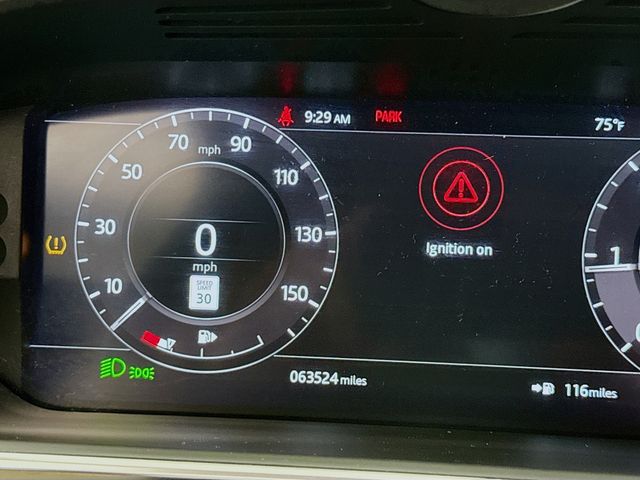 9:29 AM PARK
75°F
70 mph 90
50 110
30 130
10 150
0
mph
SPEED
LIMIT
30
Ignition on
1
063524 miles
116 miles